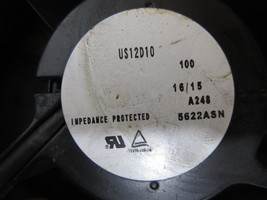 US12D10
100
16/15
A248
IMPEDANCE PROTECTED
5622ASN